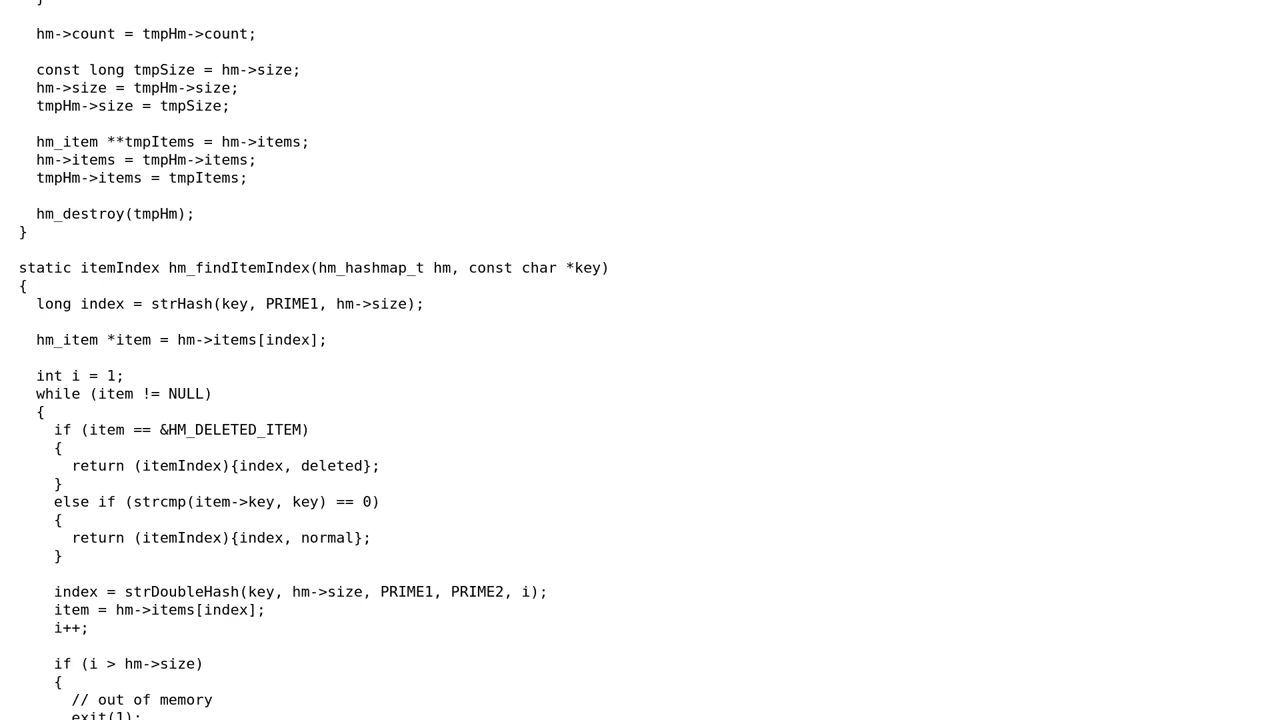 }

  hm->count = tmpHm->count;

  const long tmpSize = hm->size;
  hm->size = tmpHm->size;
  tmpHm->size = tmpSize;

  hm_item **tmpItems = hm->items;
  hm->items = tmpHm->items;
  tmpHm->items = tmpItems;

  hm_destroy(tmpHm);
}

static itemIndex hm_findItemIndex(hm_hashmap_t hm, const char *key)
{
  long index = strHash(key, PRIME1, hm->size);

  hm_item *item = hm->items[index];

  int i = 1;
  while (item != NULL)
  {
    if (item == &HM_DELETED_ITEM)
    {
      return (itemIndex){index, deleted};
    }
    else if (strcmp(item->key, key) == 0)
    {
      return (itemIndex){index, normal};
    }

    index = strDoubleHash(key, hm->size, PRIME1, PRIME2, i);
    item = hm->items[index];
    i++;

    if (i > hm->size)
    {
      // out of memory
      exit(1);